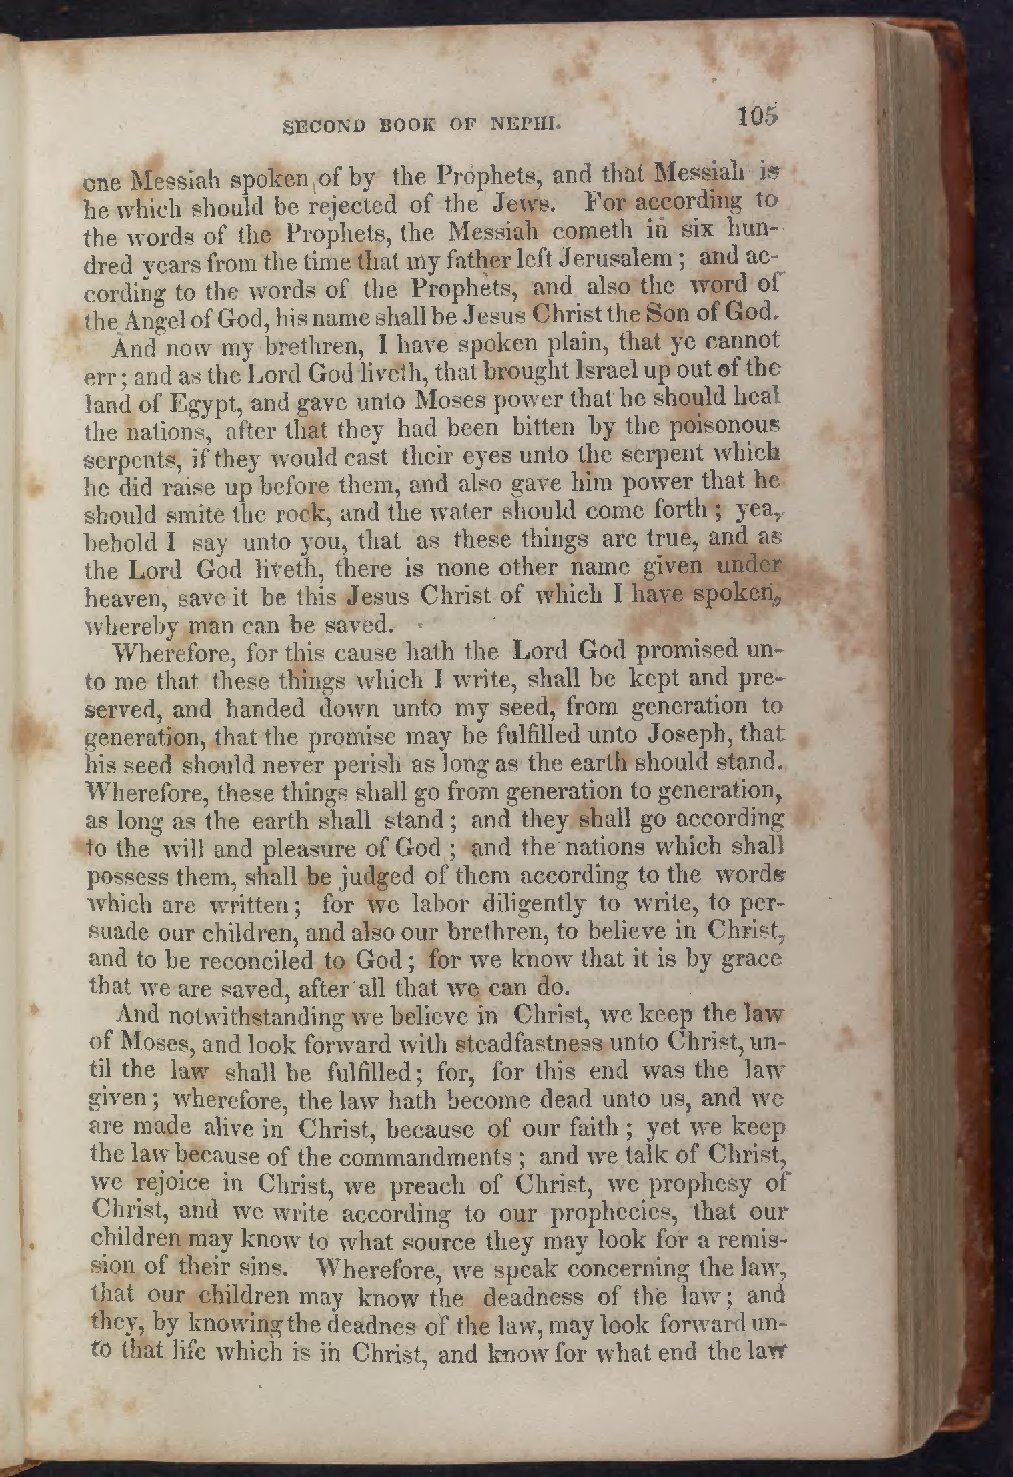 SECOND BOOK OF NEPHI. 105
one Messiah spoken of by the Prophets, and that Messiah is
he which should be rejected of the Jews. For according to
the words of the Prophets, the Messiah cometh in six hun-
dred years from the time that my father left Jerusalem; and ac-
cording to the words of the Prophets, and also the word of
the Angel of God, his name shall be Jesus Christ the Son of God.
And now my brethren, I have spoken plain, that ye cannot
err; and as the Lord God liveth, that brought Israel up out of the
land of Egypt, and gave unto Moses power that he should heal
the nations, after that they had been bitten by the poisonous
serpents, if they would cast their eyes unto the serpent which
he did raise up before them, and also gave him power that he
should smite the rock, and the water should come forth; yea,
behold I say unto you, that as these things are true, and as
the Lord God liveth, there is none other name given under
heaven, save it be this Jesus Christ of which I have spoken,
whereby man can be saved.
Wherefore, for this cause hath the Lord God promised un-
to me that these things which I write, shall be kept and pre-
served, and handed down unto my seed, from generation to
generation, that the promise may be fulfilled unto Joseph, that
his seed should never perish as long as the earth should stand.
Wherefore, these things shall go from generation to generation,
as long as the earth shall stand; and they shall go according
to the will and pleasure of God; and the nations which shall
possess them, shall be judged of them according to the words
which are written; for we labor diligently to write, to per-
suade our children, and also our brethren, to believe in Christ,
and to be reconciled to God; for we know that it is by grace
that we are saved, after all that we can do.
And notwithstanding we believe in Christ, we keep the law
of Moses, and look forward with steadfastness unto Christ, un-
til the law shall be fulfilled; for, for this end was the law
given; wherefore, the law hath become dead unto us, and we
are made alive in Christ, because of our faith; yet we keep
the law because of the commandments; and we talk of Christ,
we rejoice in Christ, we preach of Christ, we prophesy of
Christ, and we write according to our prophecies, that our
children may know to what source they may look for a remis-
sion of their sins. Wherefore, we speak concerning the law,
that our children may know the deadness of the law; and
they, by knowing the deadnes of the law, may look forward un-
to that life which is in Christ, and know for what end the law